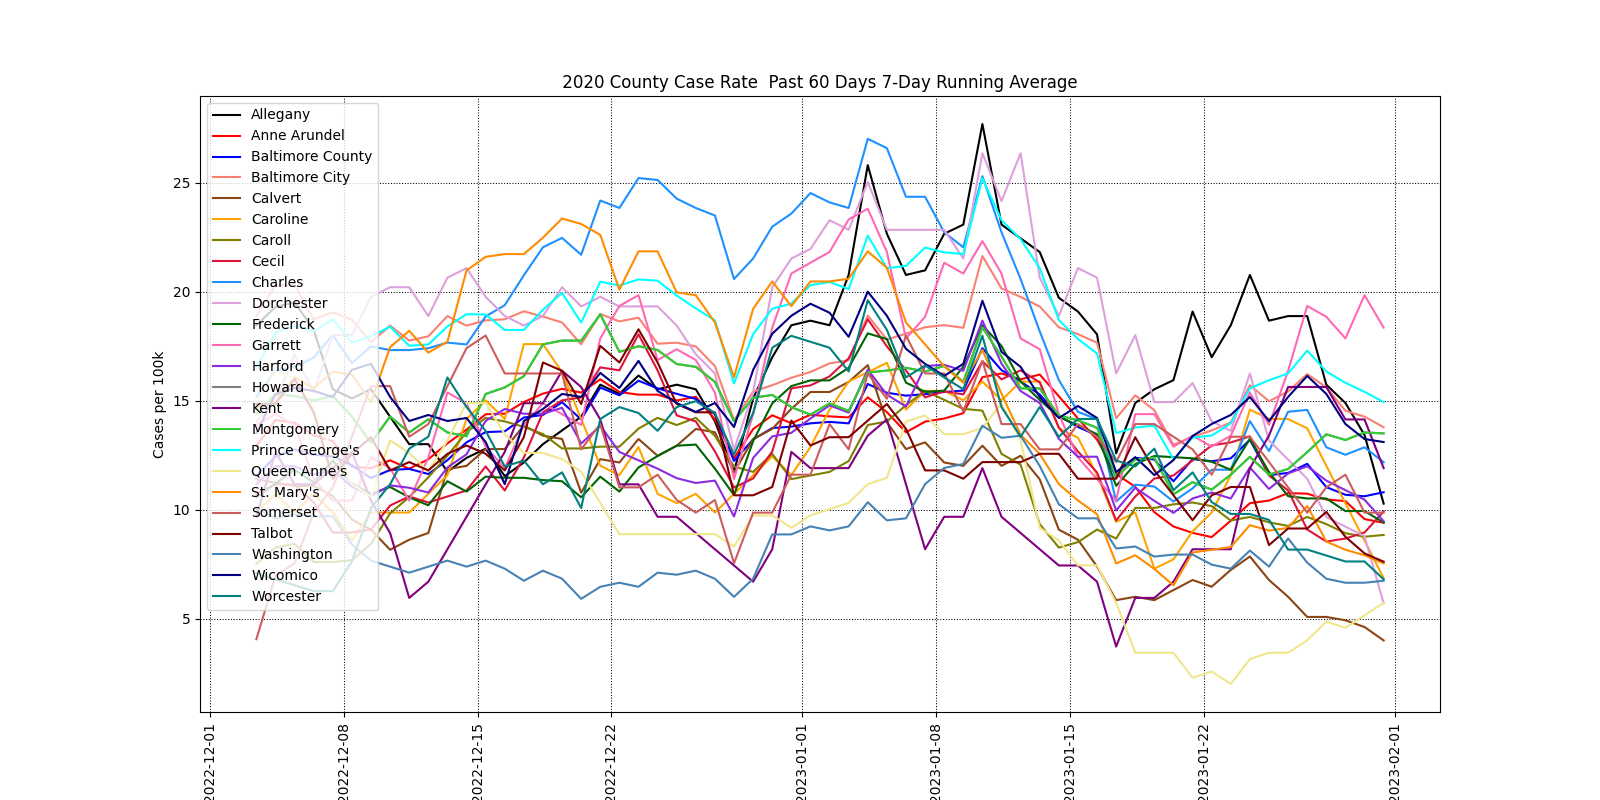 2020 County Case Rate  Past 60 Days 7-Day Running Average
Cases per 100k
25
20
15
10
5
Allegany
Anne Arundel
Baltimore County
Baltimore City
Calvert
Caroline
Caroll
Cecil
Charles
Dorchester
Frederick
Garrett
Harford
Howard
Kent
Montgomery
Prince George's
Queen Anne's
St. Mary's
Somerset
Talbot
Washington
Wicomico
Worcester
2022-12-01
2022-12-08
2022-12-15
2022-12-22
2023-01-01
2023-01-08
2023-01-15
2023-01-22
2023-02-01